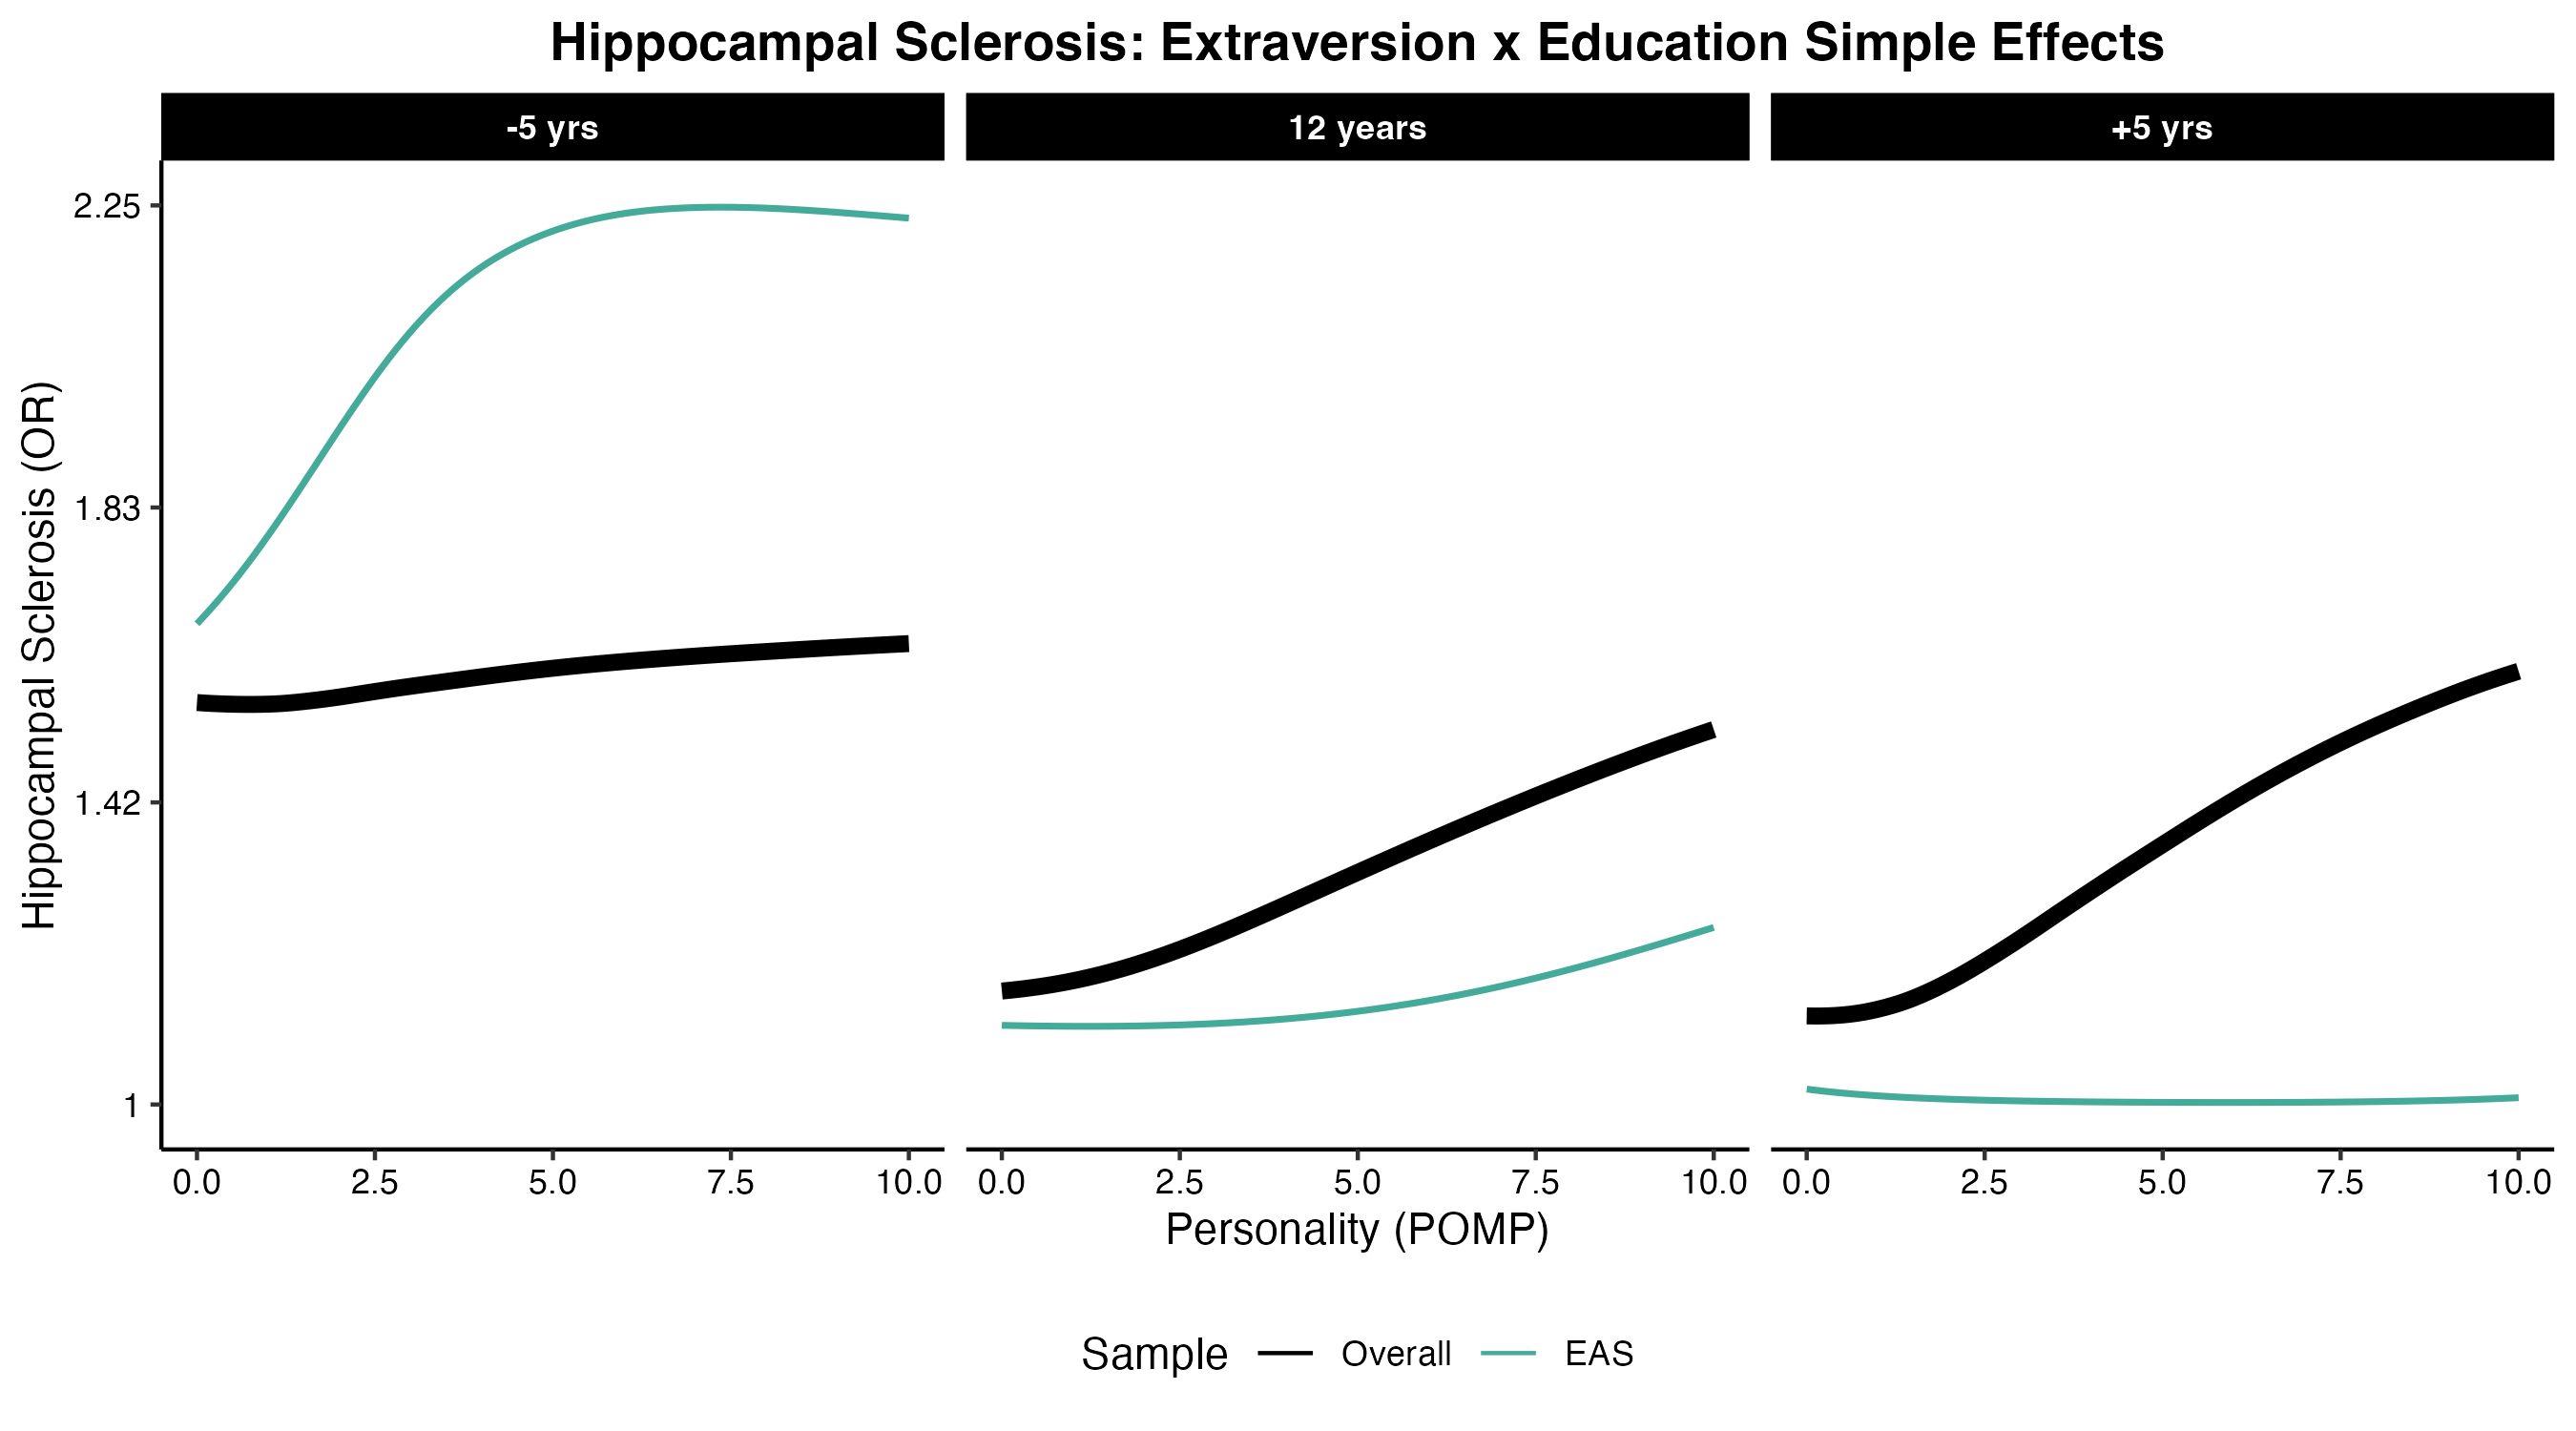 Hippocampal Sclerosis: Extraversion x Education Simple Effects
-5 yrs
12 years
+5 yrs
Hippocampal Sclerosis (OR)
2.25
1.83
1.42
1
0.0 2.5 5.0 7.5 10.0
0.0 2.5 5.0 7.5 10.0
0.0 2.5 5.0 7.5 10.0
Personality (POMP)
Sample Overall EAS